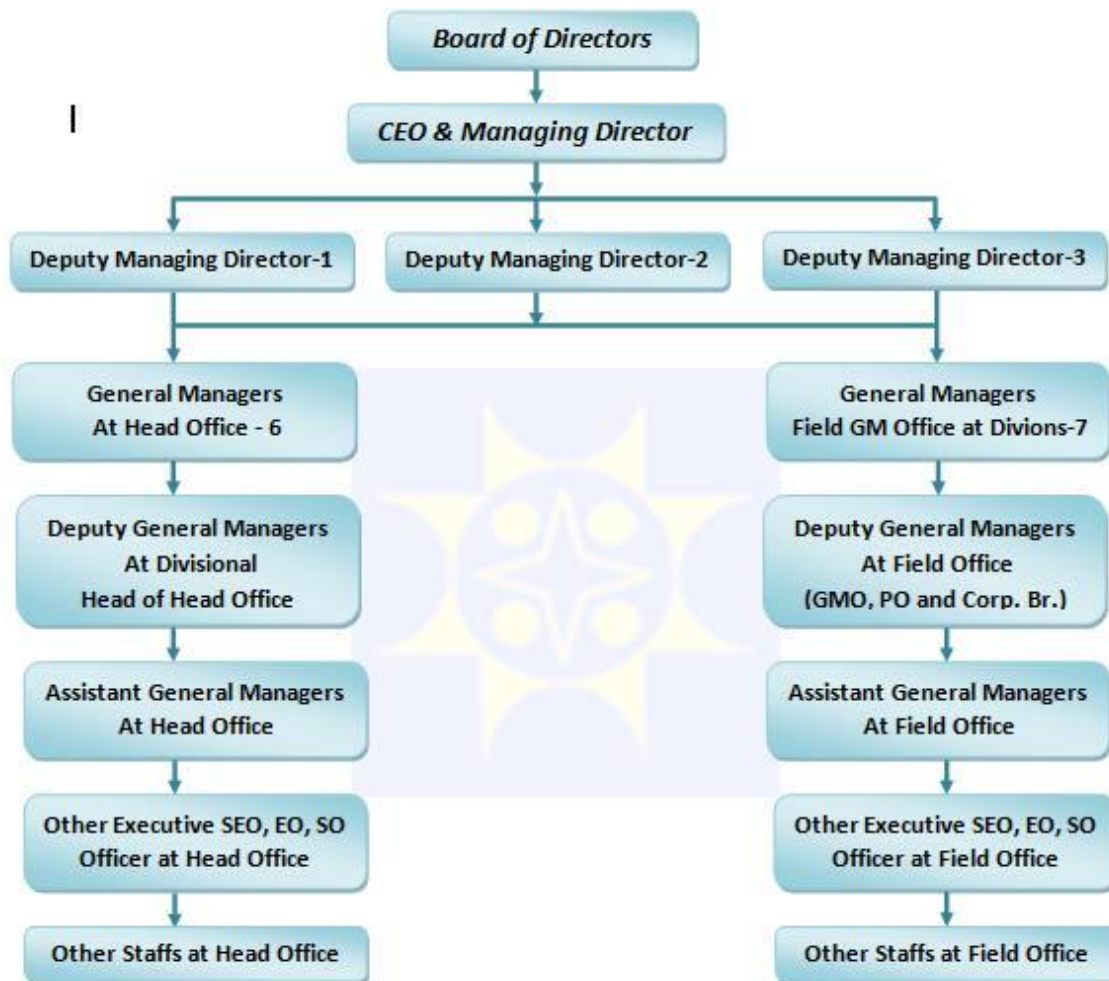 Board of Directors
I
CEO & Managing Director
Deputy Managing Director-1
Deputy Managing Director-2
Deputy Managing Director-3
General Managers
At Head Office - 6
General Managers
Field GM Office at Divions-7
Deputy General Managers
At Divisional
Head of Head Office
Deputy General Managers
At Field Office
(GMO, PO and Corp. Br.)
Assistant General Managers
At Head Office
Assistant General Managers
At Field Office
Other Executive SEO, EO, SO
Officer at Head Office
Other Executive SEO, EO, SO
Officer at Field Office
Other Staffs at Head Office
Other Staffs at Field Office